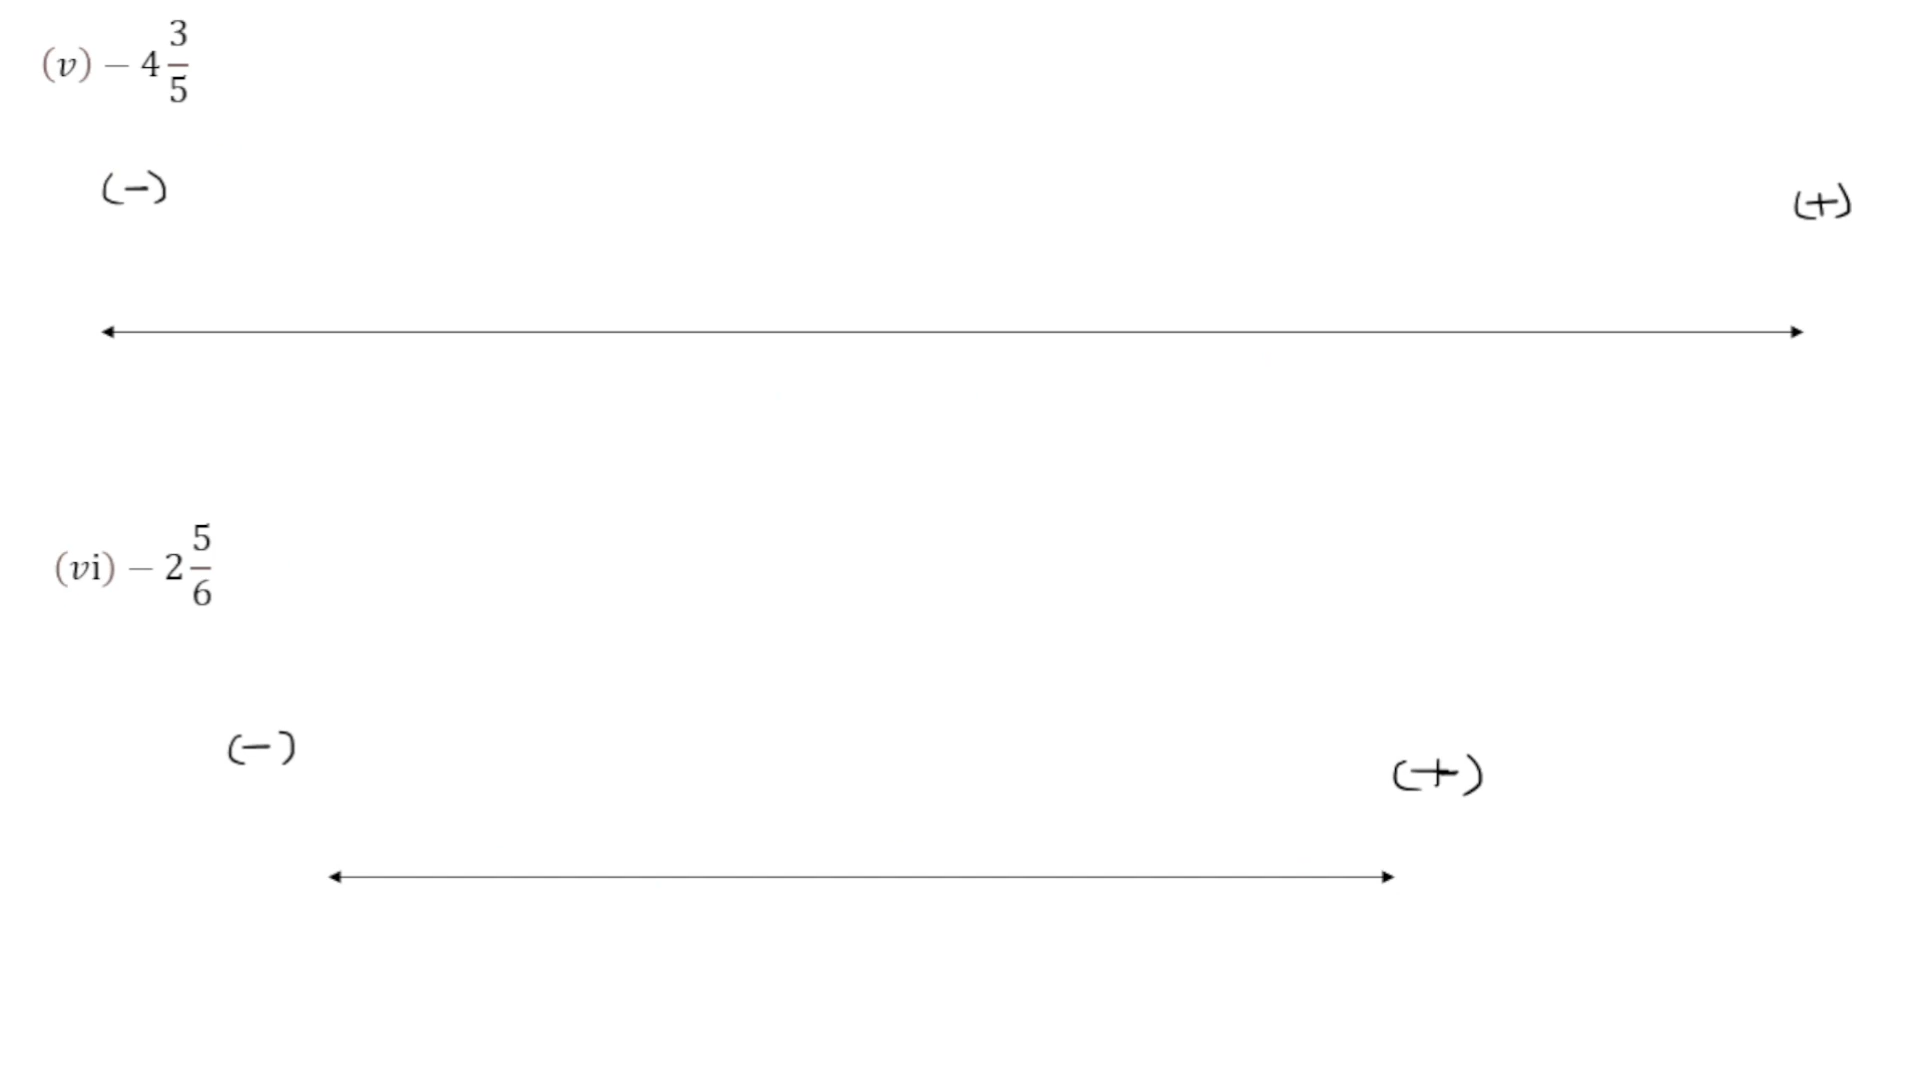 (v) − 4 3/5
(−) (+)
(vi) − 2 5/6
(−) (+)